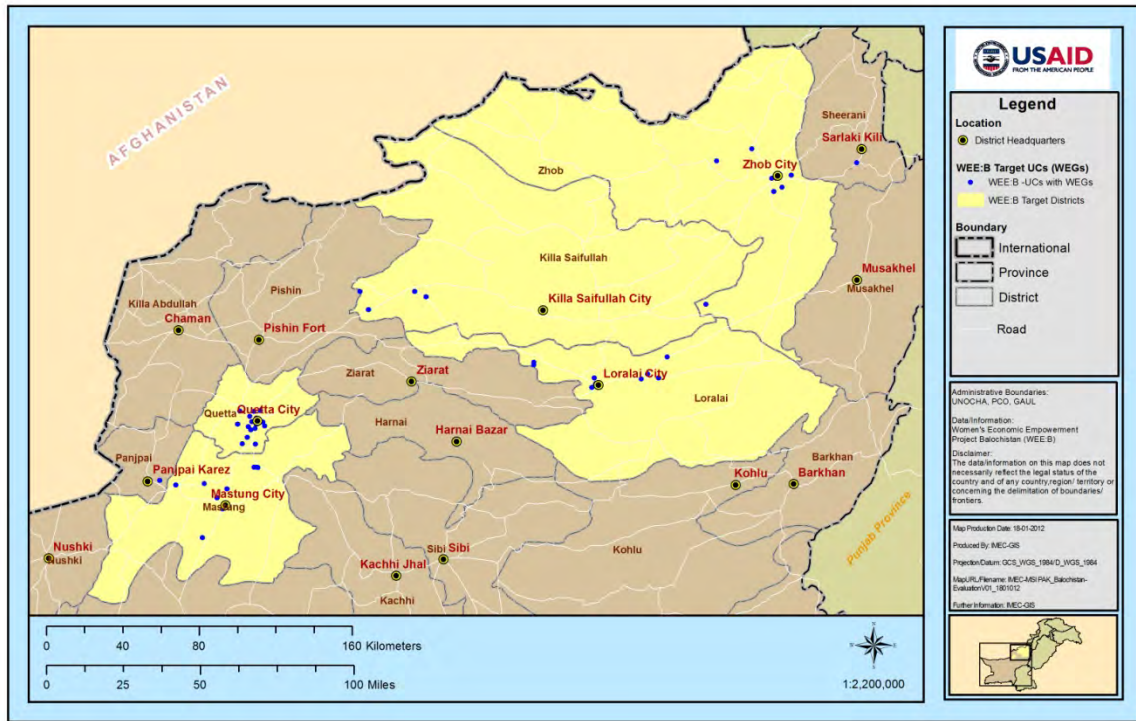 AFGHANISTAN
Sheerani
Sarlaki Kili
Zhob
Zhob City
Killa Saifullah
Musakhel
Musakhel
Pishin
Killa Abdullah
Chaman
Killa Saifullah City
Pishin Fort
Ziarat
Ziarat
Loralai City
Loralai
Quetta
Quetta City
Harnai
Harnai Bazar
Barkhan
Panjpai
Panjpai Karez
Kohlu
Barkhan
Mastung City
Mastung
Punjab Province
Nushki
Nushki
Sibi
Sibi
Kohlu
Kachhi Jhal
Kachhi
0 40 80 160 Kilometers
0 25 50 100 Miles
1:2,200,000
USAID
FROM THE AMERICAN PEOPLE
Legend
Location
District Headquarters
WEE:B Target UCs (WEGs)
WEE:B -UCs with WEGs
WEE:B Target Districts
Boundary
International
Province
District
Road
Administrative Boundaries:
UNOCHA, PCO, GAUL
Data/Information:
Women's Economic Empowerment
Project Balochistan (WEE:B)
Disclaimer:
The data/information on this map does not
necessarily reflect the legal status of the
country and of any country,region/ territory or
concerning the delimitation of boundaries/
frontiers.
Map Production Date: 18-01-2012
Produced By: IMEC-GIS
Projection/Datum: GCS_WGS_1984/D_WGS_1984
MapURL/Filename: IMEC-MSI PAK_Balochistan-
EvaluationV01_1801012
Further Information: IMEC-GIS